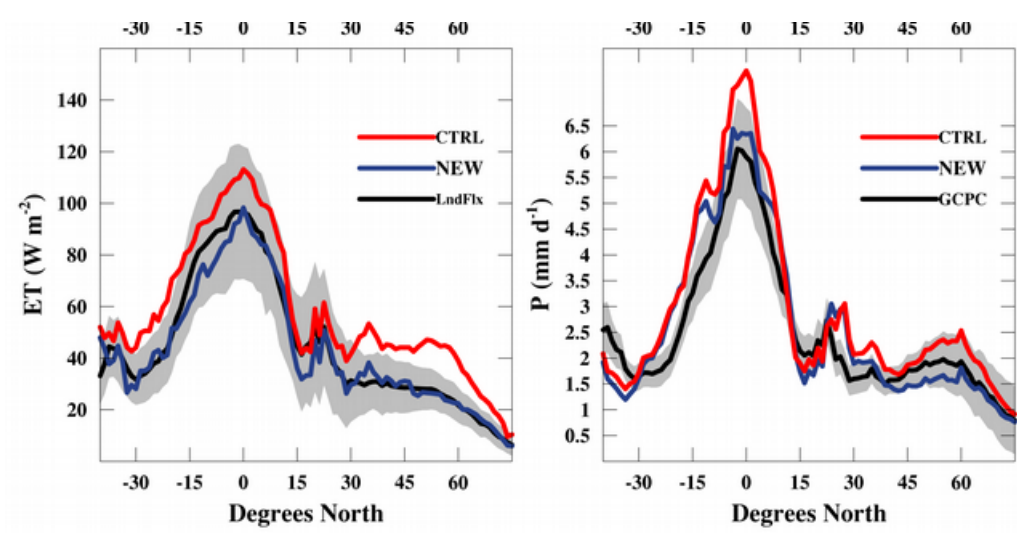 -30 -15 0 15 30 45 60
140
120
100
80
60
40
20
ET (W m-2)
CTRL
NEW
LndFlx
-30 -15 0 15 30 45 60
Degrees North
-30 -15 0 15 30 45 60
6.5
6
5.5
5
4.5
4
3.5
3
2.5
2
1.5
1
0.5
P (mm d-1)
CTRL
NEW
GCPC
-30 -15 0 15 30 45 60
Degrees North